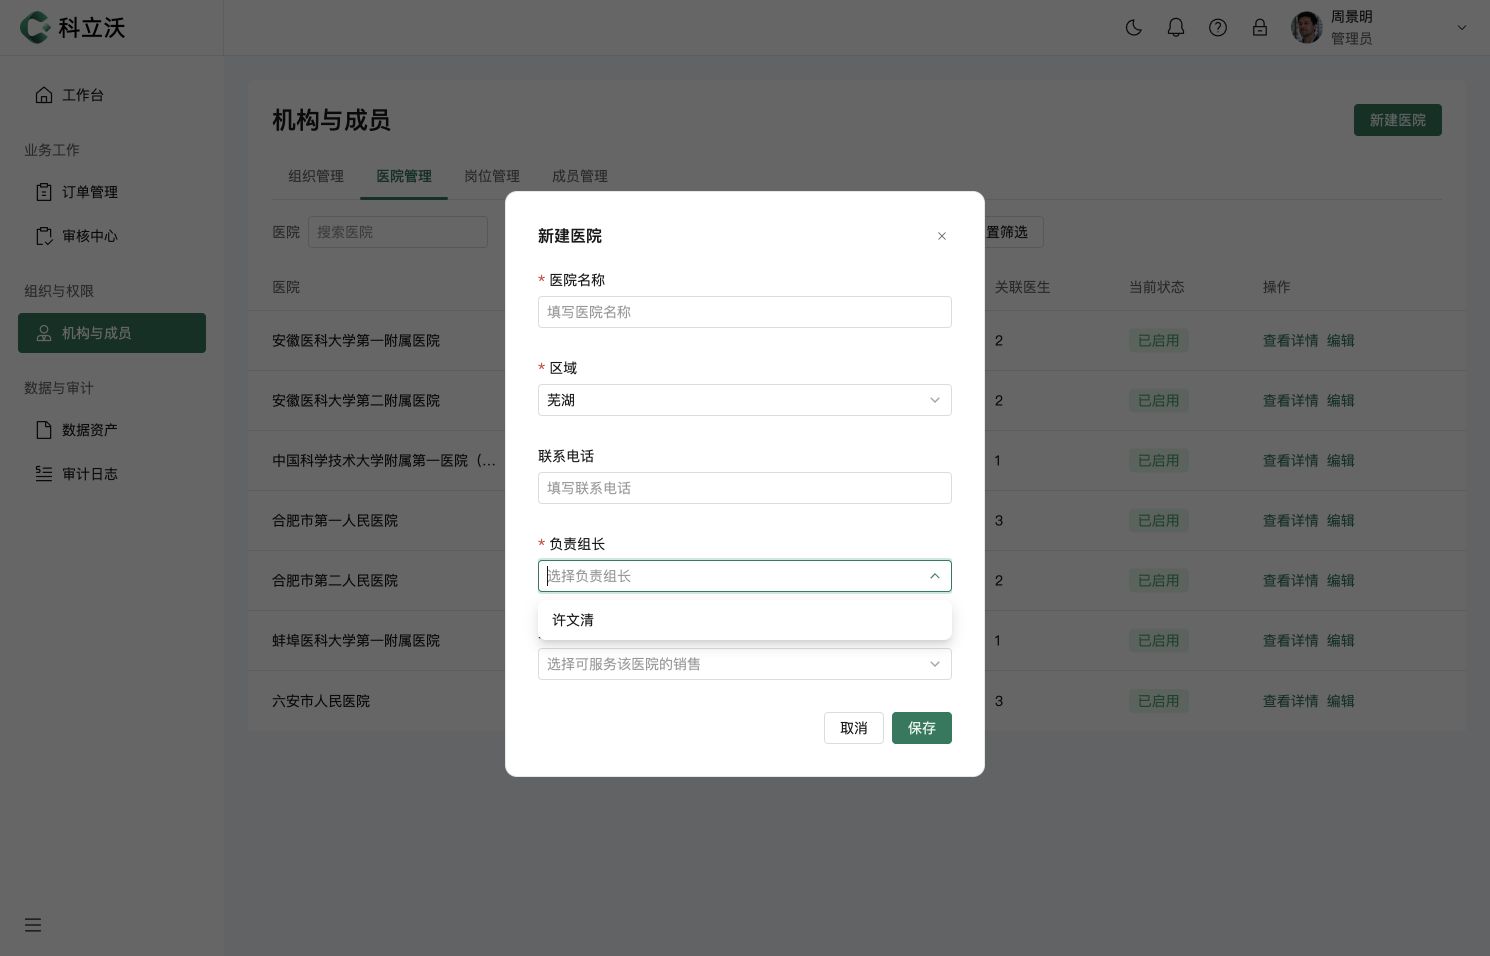 科立沃
周景明
管理员
工作台
业务工作
订单管理
审核中心
组织与权限
机构与成员
数据与审计
数据资产
审计日志
机构与成员
新建医院
组织管理 医院管理 岗位管理 成员管理
医院 搜索医院 置筛选
医院 关联医生 当前状态 操作
安徽医科大学第一附属医院 2 已启用 查看详情 编辑
安徽医科大学第二附属医院 2 已启用 查看详情 编辑
中国科学技术大学附属第一医院（... 1 已启用 查看详情 编辑
合肥市第一人民医院 3 已启用 查看详情 编辑
合肥市第二人民医院 2 已启用 查看详情 编辑
蚌埠医科大学第一附属医院 1 已启用 查看详情 编辑
六安市人民医院 3 已启用 查看详情 编辑
新建医院
* 医院名称
填写医院名称
* 区域
芜湖
联系电话
填写联系电话
* 负责组长
选择负责组长
许文清
选择可服务该医院的销售
取消 保存